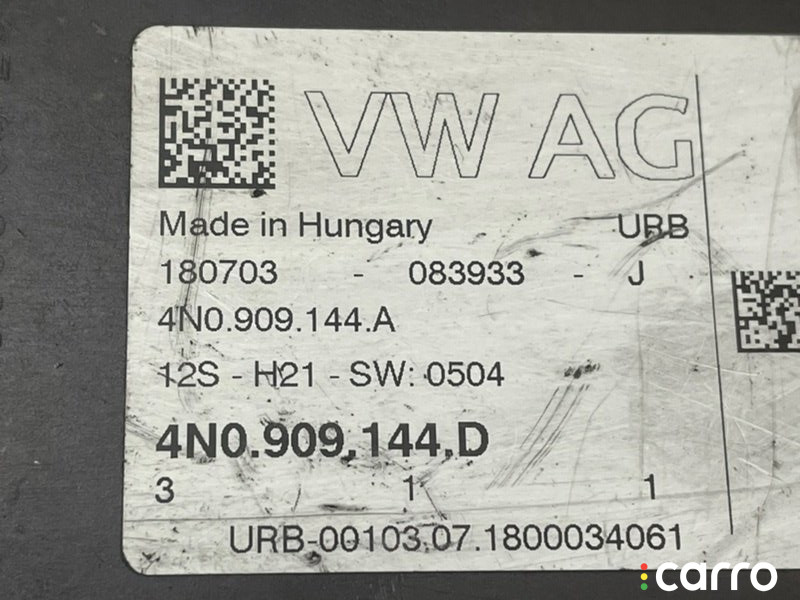 VW AG
Made in Hungary URB
180703 - 083933 - J
4N0.909.144.A
12S - H21 - SW: 0504
4N0.909.144.D
3 1 1
URB-00103.07.1800034061
carro